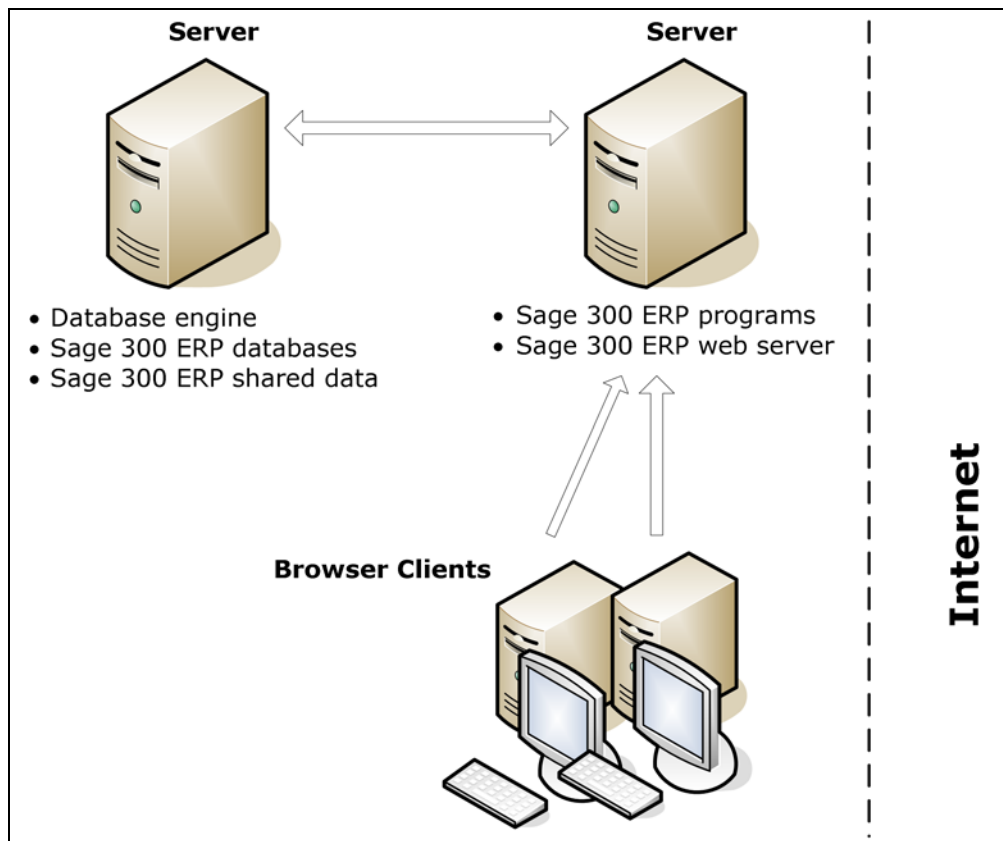 Server
Server
• Database engine
• Sage 300 ERP databases
• Sage 300 ERP shared data
• Sage 300 ERP programs
• Sage 300 ERP web server
Browser Clients
Internet